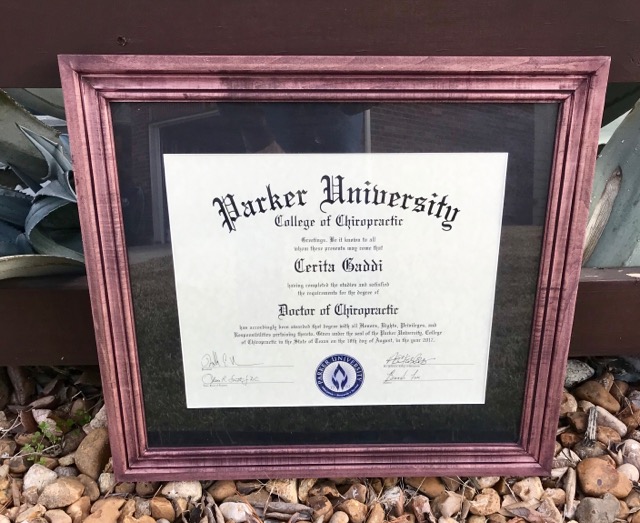 Parker University
College of Chiropractic
Greetings. Be it known to all
whom these presents may come that
Cerita Gaddi
having completed the studies and satisfied
the requirements for the degree of
Doctor of Chiropractic
has accordingly been awarded that degree with all Honors, Rights, Privileges, and
Responsibilities pertaining thereto. Given under the seal of the Parker University, College
of Chiropractic in the State of Texas on the 18th day of August, in the year 2017.
PARKER UNIVERSITY